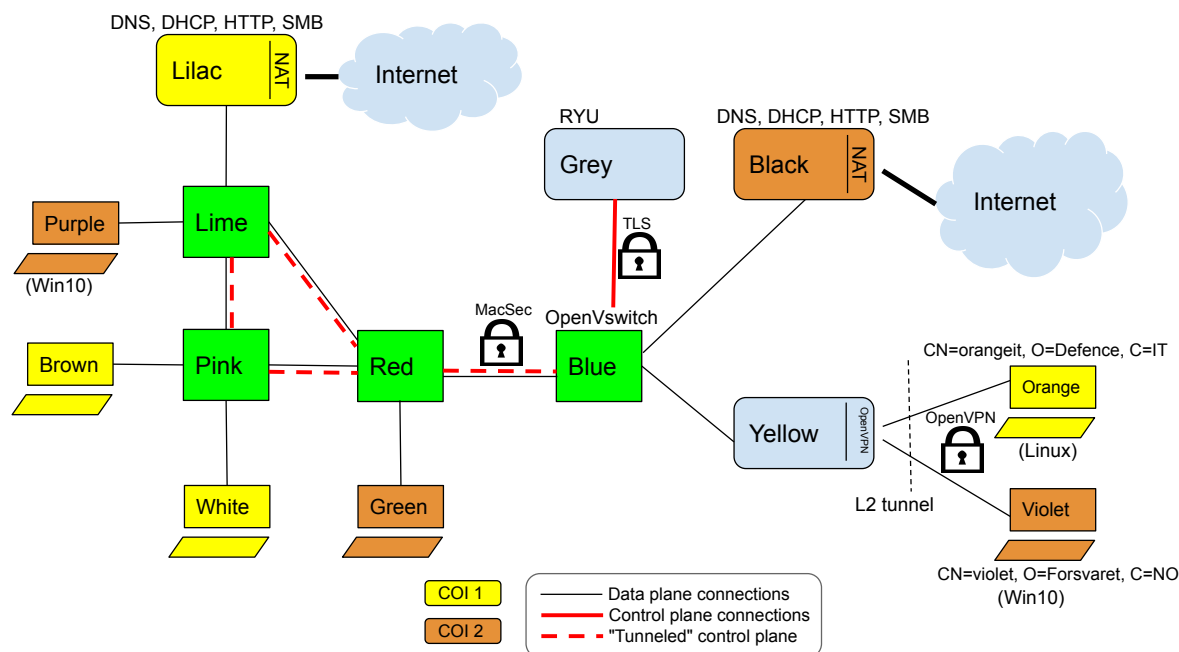 DNS, DHCP, HTTP, SMB
Lilac
NAT
Internet
RYU
Grey
DNS, DHCP, HTTP, SMB
Black
NAT
Internet
Purple
(Win10)
Lime
TLS
MacSec
OpenVswitch
Brown
Pink
Red
Blue
CN=orangeit, O=Defence, C=IT
Orange
(Linux)
Yellow
OpenVPN
OpenVPN
L2 tunnel
White
Green
Violet
CN=violet, O=Forsvaret, C=NO
(Win10)
COI 1
COI 2
Data plane connections
Control plane connections
"Tunneled" control plane